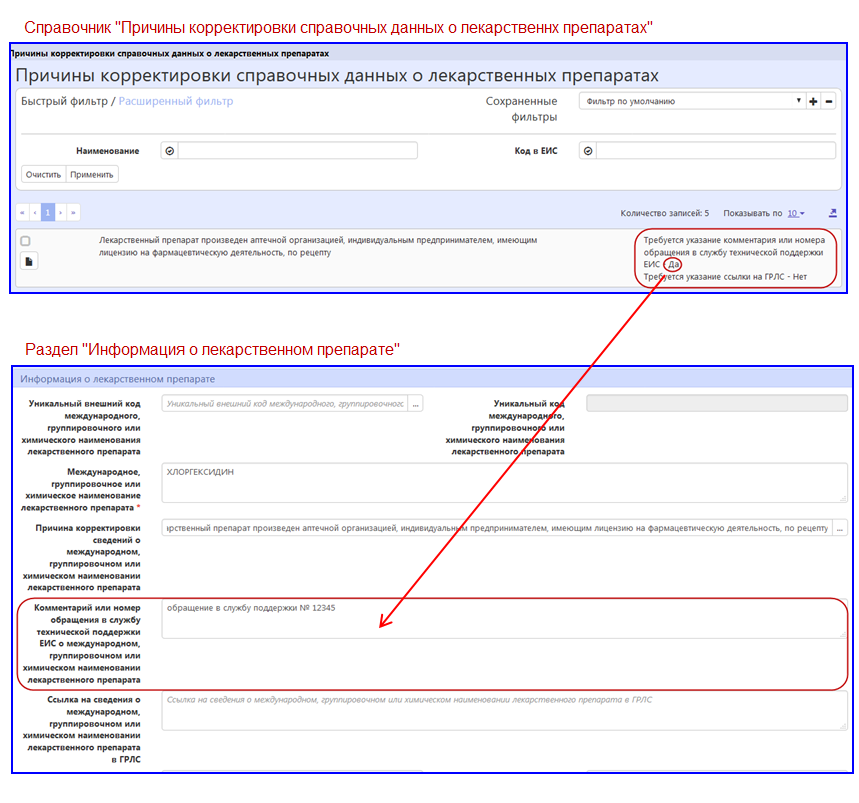 Справочник "Причины корректировки справочных данных о лекарственнх препаратах"
Причины корректировки справочных данных о лекарственных препаратах
Причины корректировки справочных данных о лекарственных препаратах
Быстрый фильтр / Расширенный фильтр
Сохраненные
фильтры
Фильтр по умолчанию
Наименование
Код в ЕИС
Очистить
Применить
« ‹ 1 › »
Количество записей: 5
Показывать по 10
Лекарственный препарат произведен аптечной организацией, индивидуальным предпринимателем, имеющим
лицензию на фармацевтическую деятельность, по рецепту
Требуется указание комментария или номера
обращения в службу технической поддержки
ЕИС - Да
Требуется указание ссылки на ГРЛС - Нет
Раздел "Информация о лекарственном препарате"
Информация о лекарственном препарате
Уникальный внешний код
международного,
группировочного или
химического наименования
лекарственного препарата
Уникальный внешний код международного, группировочного
...
Уникальный код
международного,
группировочного или
химического наименования
лекарственного препарата
Международное,
группировочное или
химическое наименование
лекарственного препарата *
ХЛОРГЕКСИДИН
Причина корректировки
сведений о
международном,
группировочном или
химическом наименовании
лекарственного препарата
арственный препарат произведен аптечной организацией, индивидуальным предпринимателем, имеющим лицензию на фармацевтическую деятельность, по рецепту
...
Комментарий или номер
обращения в службу
технической поддержки
ЕИС о международном,
группировочном или
химическом наименовании
лекарственного препарата
обращение в службу поддержки № 12345
Ссылка на сведения о
международном,
группировочном или
химическом наименовании
лекарственного препарата
в ГРЛС
Ссылка на сведения о международном, группировочном или химическом наименовании лекарственного препарата в ГРЛС